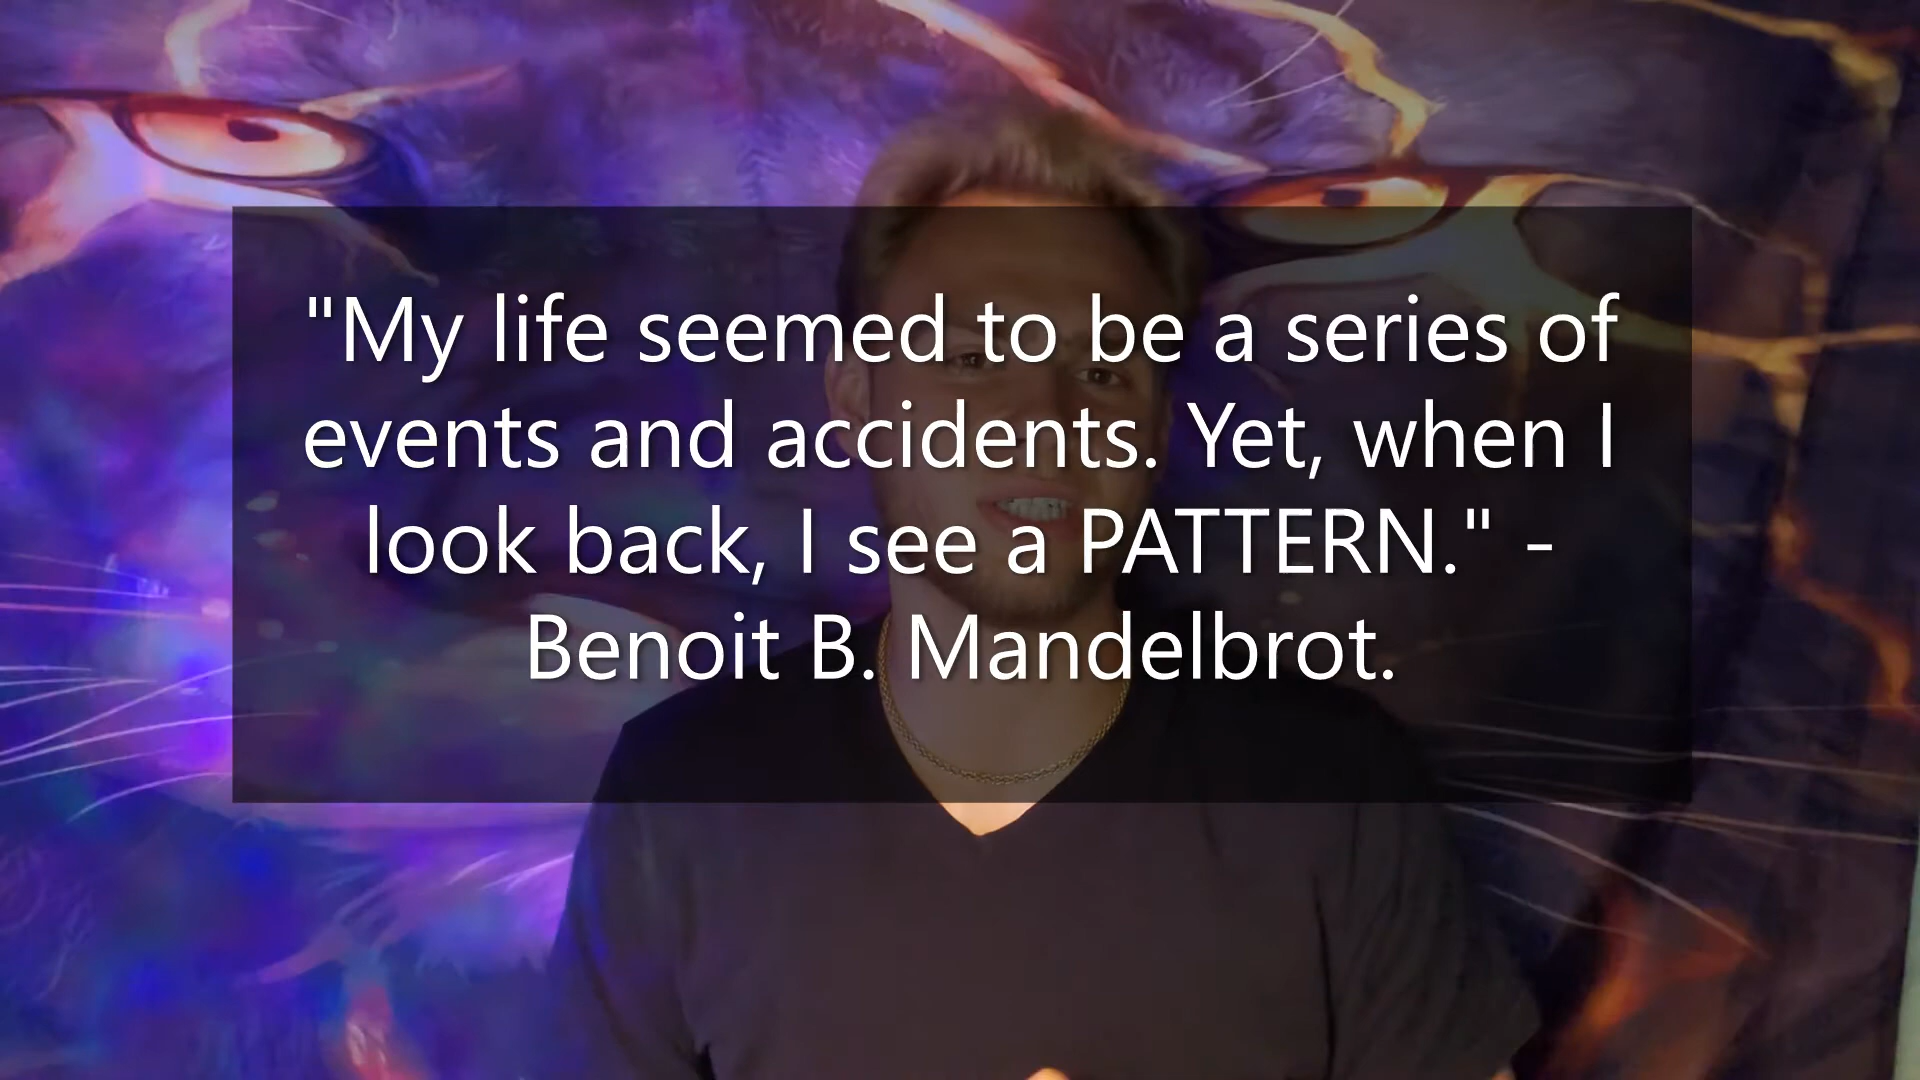 "My life seemed to be a series of
events and accidents. Yet, when I
look back, I see a PATTERN." -
Benoit B. Mandelbrot.